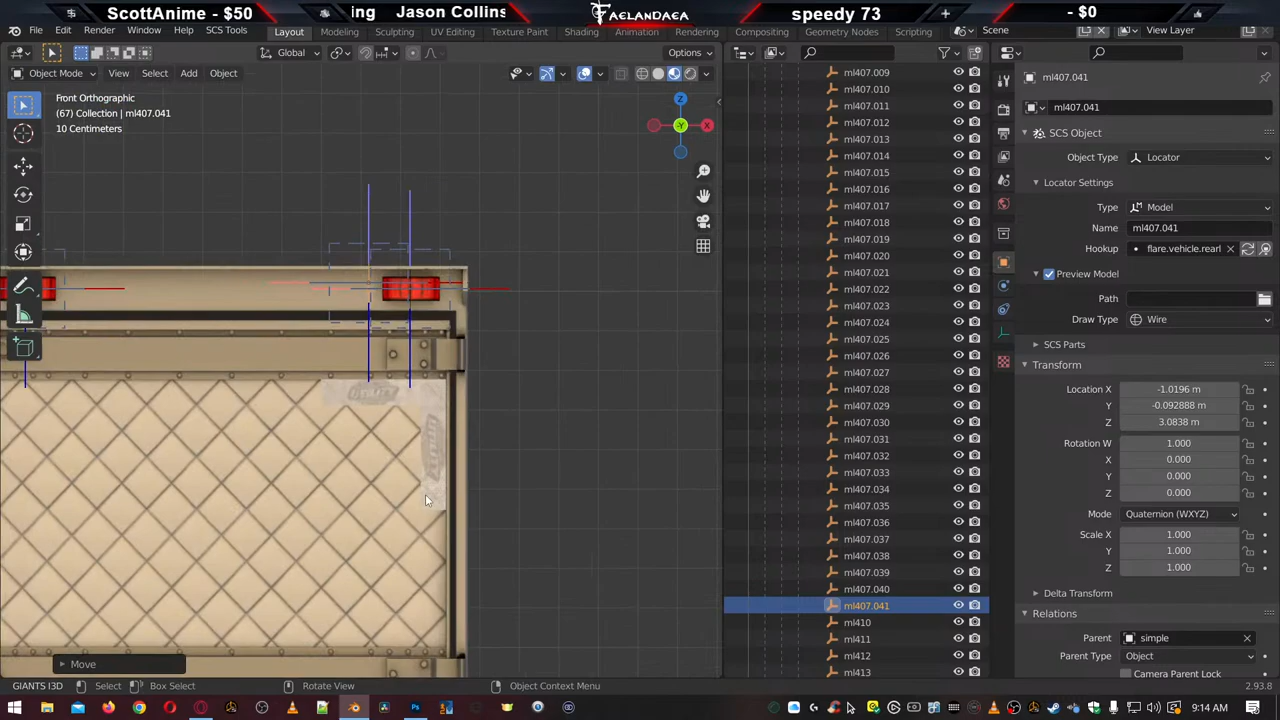 ScottAnime - $50
ing Jason Collins
FAELANDAEA
speedy 73
- $0
File Edit Render Window Help SCS Tools
Layout Modeling Sculpting UV Editing Texture Paint Shading Animation Rendering Compositing Geometry Nodes Scripting
Scene
View Layer
Global
Options
Object Mode View Select Add Object
Front Orthographic
(67) Collection | ml407.041
10 Centimeters
Z
-Y
X
Move
ml407.009
ml407.010
ml407.011
ml407.012
ml407.013
ml407.014
ml407.015
ml407.016
ml407.017
ml407.018
ml407.019
ml407.020
ml407.021
ml407.022
ml407.023
ml407.024
ml407.025
ml407.026
ml407.027
ml407.028
ml407.029
ml407.030
ml407.031
ml407.032
ml407.033
ml407.034
ml407.035
ml407.036
ml407.037
ml407.038
ml407.039
ml407.040
ml407.041
ml410
ml411
ml412
ml413
ml407.041
ml407.041
SCS Object
Object Type Locator
Locator Settings
Type Model
Name ml407.041
Hookup flare.vehicle.rearl
Preview Model
Path
Draw Type Wire
SCS Parts
Transform
Location X -1.0196 m
Y -0.092888 m
Z 3.0838 m
Rotation W 1.000
X 0.000
Y 0.000
Z 0.000
Mode Quaternion (WXYZ)
Scale X 1.000
Y 1.000
Z 1.000
Delta Transform
Relations
Parent simple
Parent Type Object
Camera Parent Lock
GIANTS I3D Select Box Select Rotate View Object Context Menu
2.93.8
9:14 AM